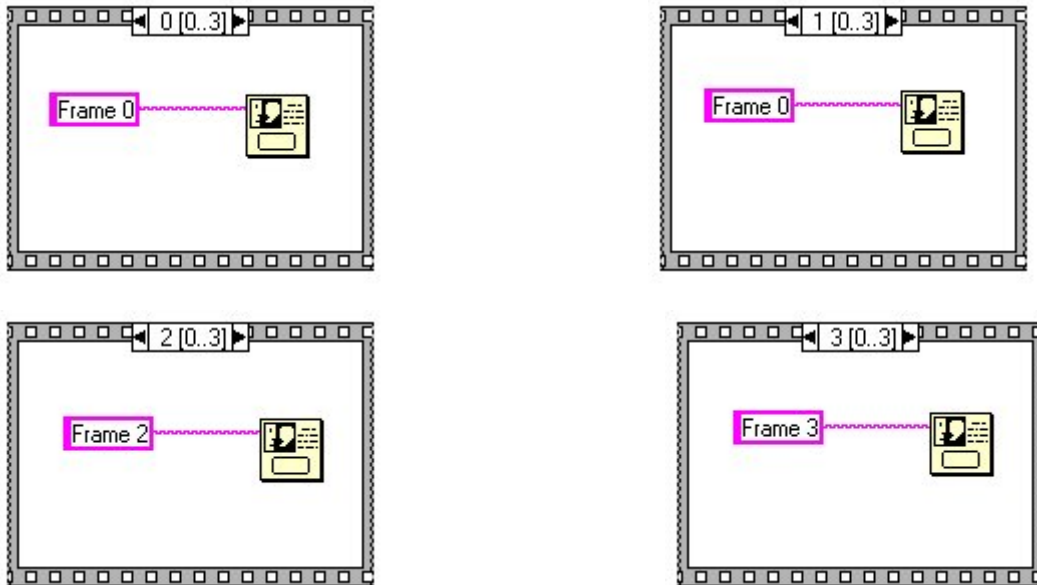 0 [0..3]
1 [0..3]
Frame 0
Frame 0
2 [0..3]
3 [0..3]
Frame 2
Frame 3